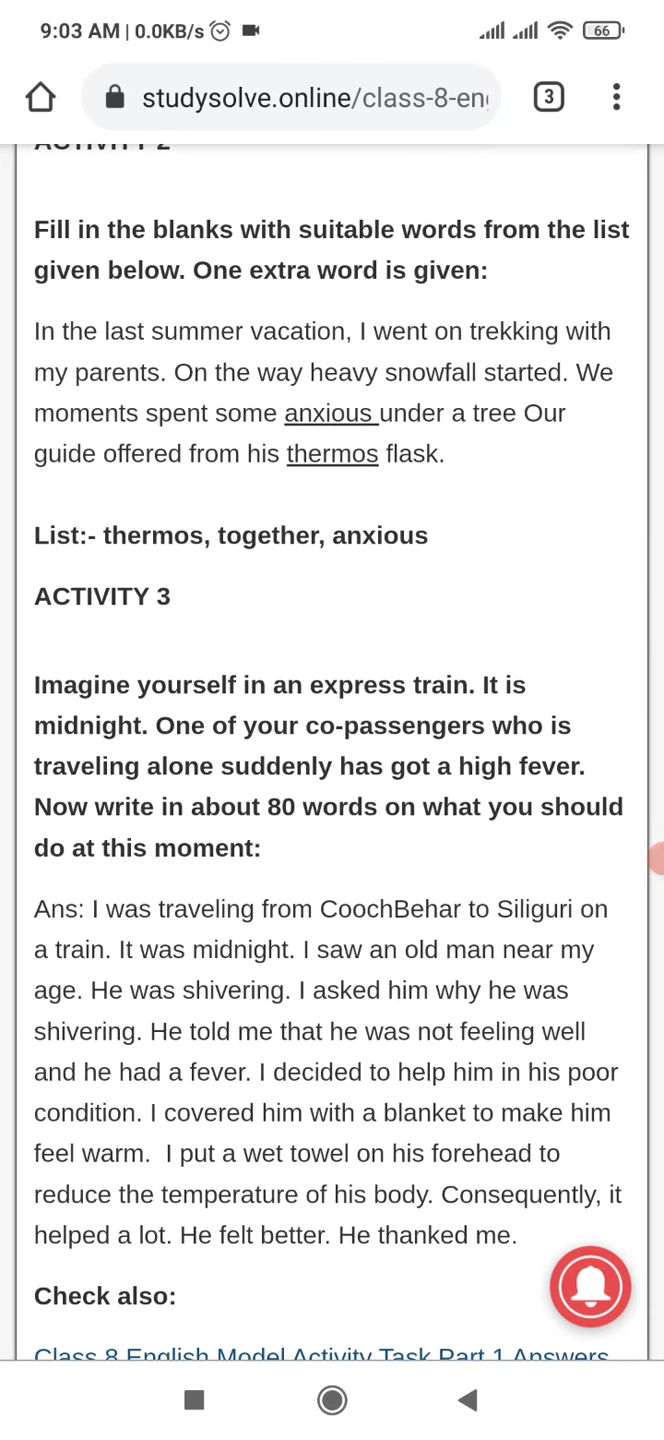 9:03 AM | 0.0KB/s
66
studysolve.online/class-8-en
3
ACTIVITY 2
Fill in the blanks with suitable words from the list
given below. One extra word is given:
In the last summer vacation, I went on trekking with
my parents. On the way heavy snowfall started. We
moments spent some anxious under a tree Our
guide offered from his thermos flask.
List:- thermos, together, anxious
ACTIVITY 3
Imagine yourself in an express train. It is
midnight. One of your co-passengers who is
traveling alone suddenly has got a high fever.
Now write in about 80 words on what you should
do at this moment:
Ans: I was traveling from CoochBehar to Siliguri on
a train. It was midnight. I saw an old man near my
age. He was shivering. I asked him why he was
shivering. He told me that he was not feeling well
and he had a fever. I decided to help him in his poor
condition. I covered him with a blanket to make him
feel warm.  I put a wet towel on his forehead to
reduce the temperature of his body. Consequently, it
helped a lot. He felt better. He thanked me.
Check also:
Class 8 English Model Activity Task Part 1 Answers